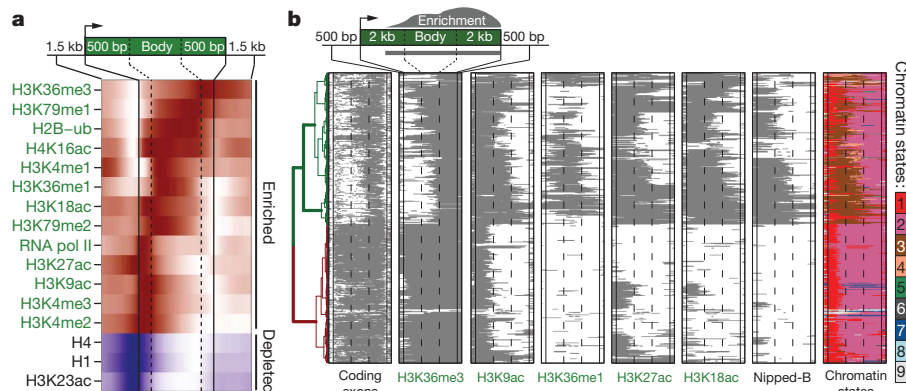 a
1.5 kb 500 bp Body 500 bp 1.5 kb
H3K36me3
H3K79me1
H2B-ub
H4K16ac
H3K4me1
H3K36me1
H3K18ac
H3K79me2
RNA pol II
H3K27ac
H3K9ac
H3K4me3
H3K4me2
H4
H1
H3K23ac
Enriched
Depleted
b
Enrichment
500 bp 2 kb Body 2 kb 500 bp
Coding H3K36me3 H3K9ac H3K36me1 H3K27ac H3K18ac Nipped-B Chromatin
exons states
Chromatin states:
1
2
3
4
5
6
7
8
9